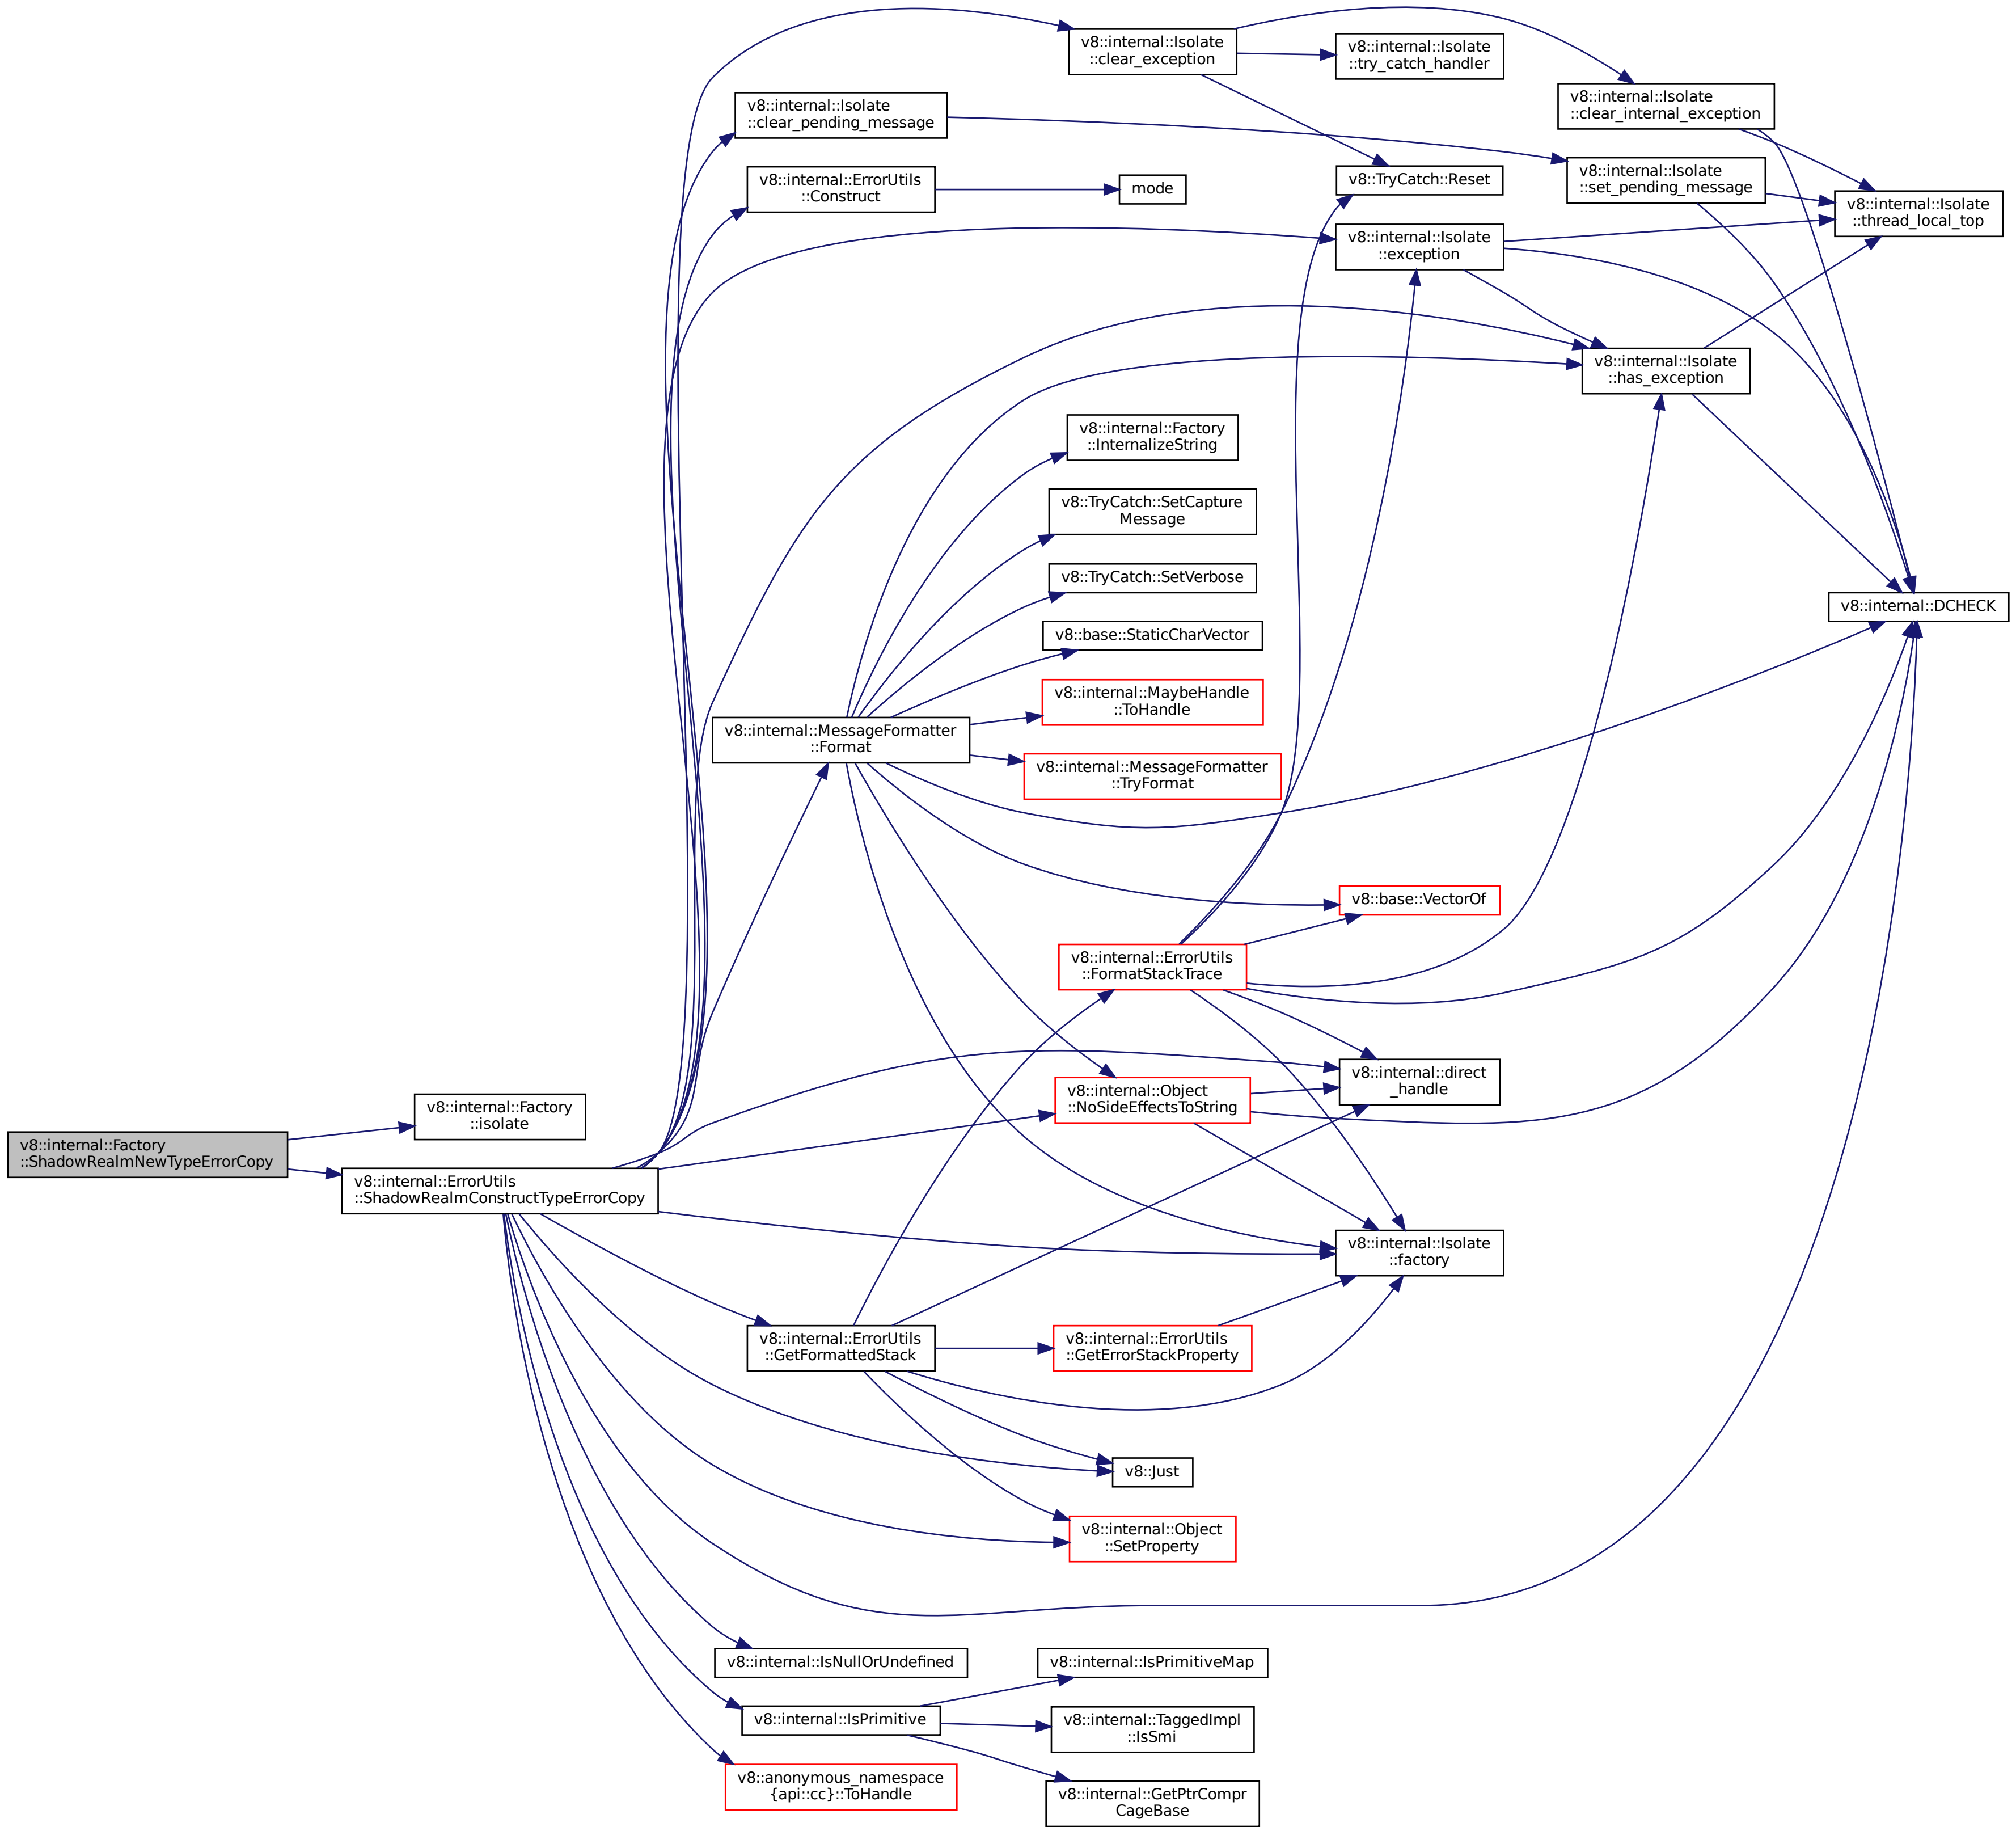 v8::internal::Isolate
::clear_exception
v8::internal::Isolate
::try_catch_handler
v8::internal::Isolate
::clear_internal_exception
v8::internal::Isolate
::clear_pending_message
v8::internal::Isolate
::set_pending_message
v8::internal::ErrorUtils
::Construct
mode
v8::TryCatch::Reset
v8::internal::Isolate
::thread_local_top
v8::internal::Isolate
::exception
v8::internal::Isolate
::has_exception
v8::internal::Factory
::InternalizeString
v8::TryCatch::SetCapture
Message
v8::TryCatch::SetVerbose
v8::internal::DCHECK
v8::base::StaticCharVector
v8::internal::MaybeHandle
::ToHandle
v8::internal::MessageFormatter
::Format
v8::internal::MessageFormatter
::TryFormat
v8::base::VectorOf
v8::internal::ErrorUtils
::FormatStackTrace
v8::internal::direct
_handle
v8::internal::Object
::NoSideEffectsToString
v8::internal::Factory
::isolate
v8::internal::Factory
::ShadowRealmNewTypeErrorCopy
v8::internal::ErrorUtils
::ShadowRealmConstructTypeErrorCopy
v8::internal::Isolate
::factory
v8::internal::ErrorUtils
::GetFormattedStack
v8::internal::ErrorUtils
::GetErrorStackProperty
v8::Just
v8::internal::Object
::SetProperty
v8::internal::IsNullOrUndefined
v8::internal::IsPrimitiveMap
v8::internal::IsPrimitive
v8::internal::TaggedImpl
::IsSmi
v8::anonymous_namespace
{api::cc}::ToHandle
v8::internal::GetPtrCompr
CageBase